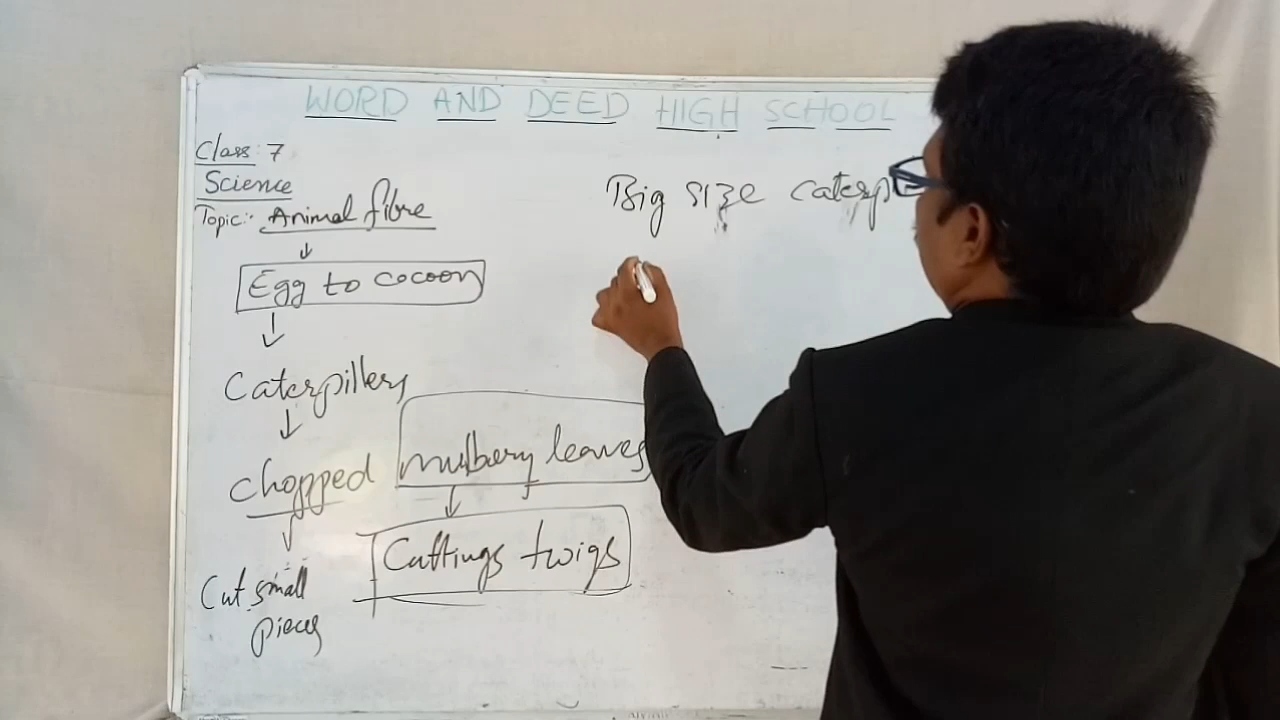 WORD AND DEED HIGH SCHOOL
Class: 7
Science
Topic:- Animal fibre
Egg to cocoon
Caterpillers
chopped
mulbery leaves
Cut small
pieces
Cuttings twigs
Big size caterp